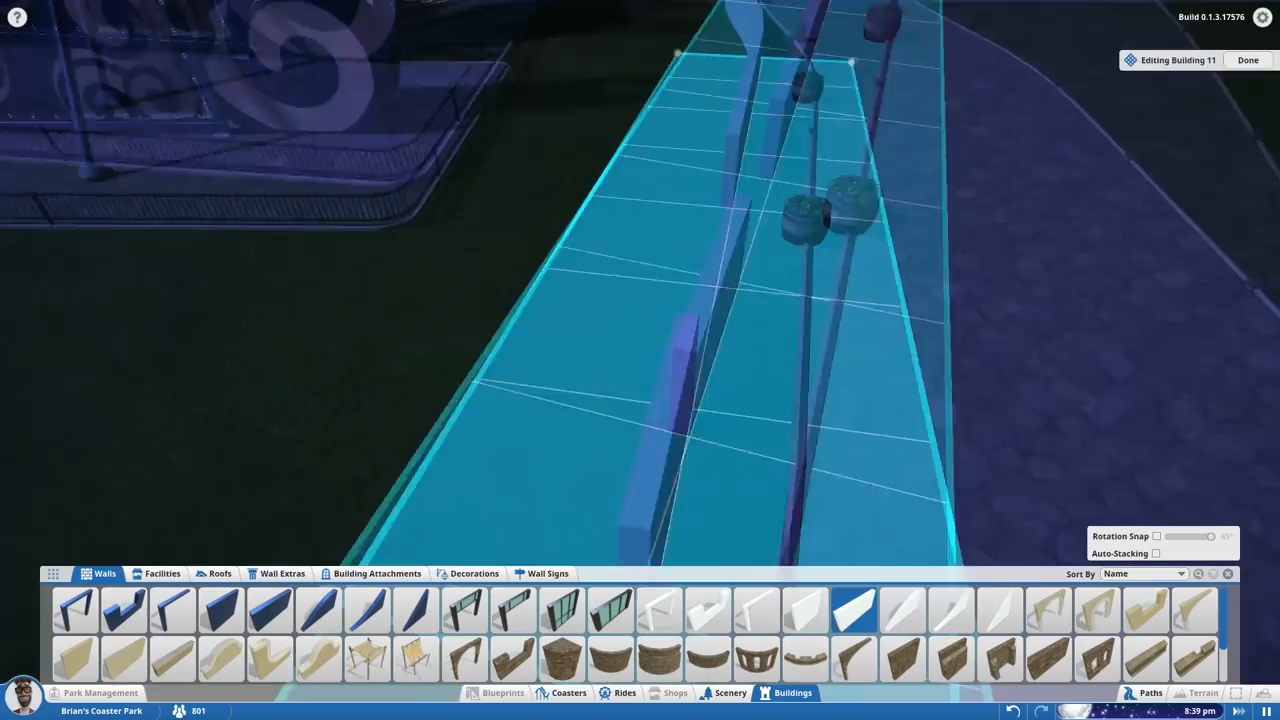 ?
Build 0.1.3.17576
Editing Building 11 Done
Rotation Snap 45°
Auto-Stacking
Walls Facilities Roofs Wall Extras Building Attachments Decorations Wall Signs Sort By Name
Park Management Blueprints Coasters Rides Shops Scenery Buildings Paths Terrain
Brian's Coaster Park 801 8:39 pm